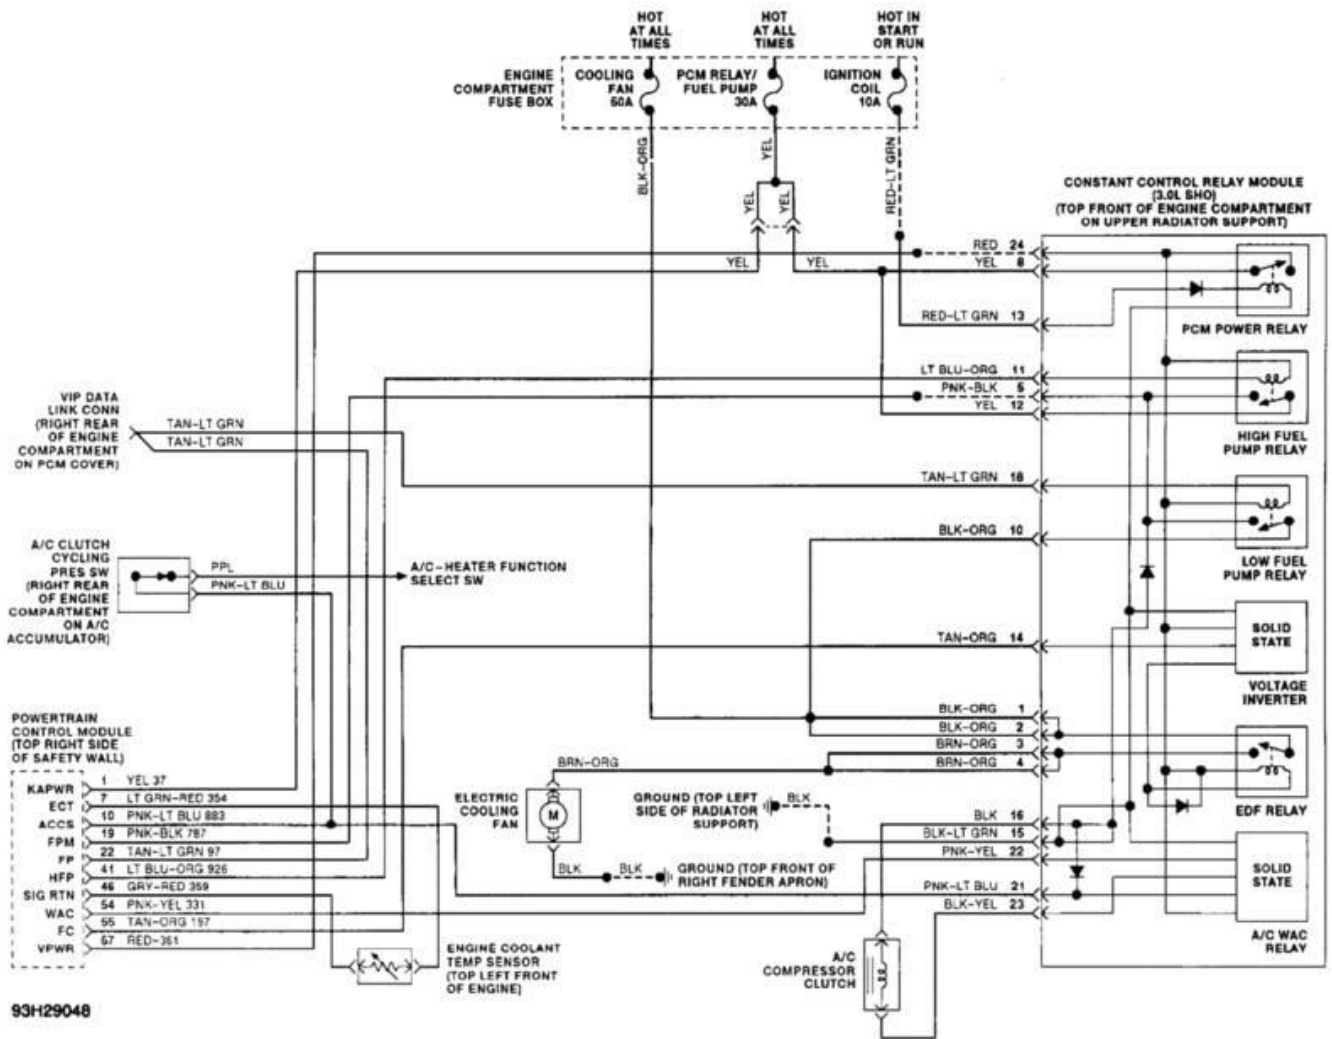 HOT
AT ALL
TIMES
HOT
AT ALL
TIMES
HOT IN
START
OR RUN
ENGINE
COMPARTMENT
FUSE BOX
COOLING
FAN
60A
PCM RELAY/
FUEL PUMP
30A
IGNITION
COIL
10A
BLK-ORG
YEL
RED-LT GRN
YEL
YEL
CONSTANT CONTROL RELAY MODULE
(3.0L SHO)
(TOP FRONT OF ENGINE COMPARTMENT
ON UPPER RADIATOR SUPPORT)
RED 24
YEL
YEL
YEL 8
RED-LT GRN 13
PCM POWER RELAY
LT BLU-ORG 11
PNK-BLK 5
YEL 12
HIGH FUEL
PUMP RELAY
VIP DATA
LINK CONN
(RIGHT REAR
OF ENGINE
COMPARTMENT
ON PCM COVER)
TAN-LT GRN
TAN-LT GRN
TAN-LT GRN 18
BLK-ORG 10
LOW FUEL
PUMP RELAY
A/C CLUTCH
CYCLING
PRES SW
(RIGHT REAR
OF ENGINE
COMPARTMENT
ON A/C
ACCUMULATOR)
PPL
PNK-LT BLU
A/C-HEATER FUNCTION
SELECT SW
TAN-ORG 14
SOLID
STATE
VOLTAGE
INVERTER
BLK-ORG 1
BLK-ORG 2
BRN-ORG 3
BRN-ORG 4
EDF RELAY
POWERTRAIN
CONTROL MODULE
(TOP RIGHT SIDE
OF SAFETY WALL)
KAPWR 1 YEL 37
ECT 7 LT GRN-RED 354
ACCS 10 PNK-LT BLU 883
FPM 19 PNK-BLK 787
FP 22 TAN-LT GRN 97
HFP 41 LT BLU-ORG 926
SIG RTN 46 GRY-RED 359
WAC 54 PNK-YEL 331
FC 55 TAN-ORG 197
VPWR 57 RED-361
BRN-ORG
ELECTRIC
COOLING
FAN
M
BLK
BLK
GROUND (TOP FRONT OF
RIGHT FENDER APRON)
GROUND (TOP LEFT
SIDE OF RADIATOR
SUPPORT)
BLK
BLK 16
BLK-LT GRN 15
PNK-YEL 22
PNK-LT BLU 21
BLK-YEL 23
SOLID
STATE
A/C WAC
RELAY
ENGINE COOLANT
TEMP SENSOR
(TOP LEFT FRONT
OF ENGINE)
A/C
COMPRESSOR
CLUTCH
93H29048